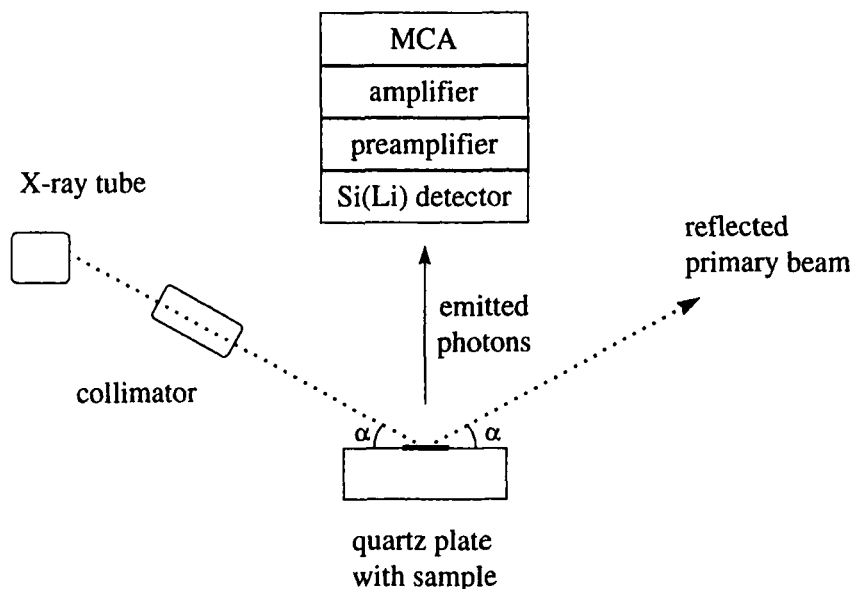 MCA
amplifier
preamplifier
Si(Li) detector
X-ray tube
reflected
primary beam
emitted
photons
collimator
α
α
quartz plate
with sample